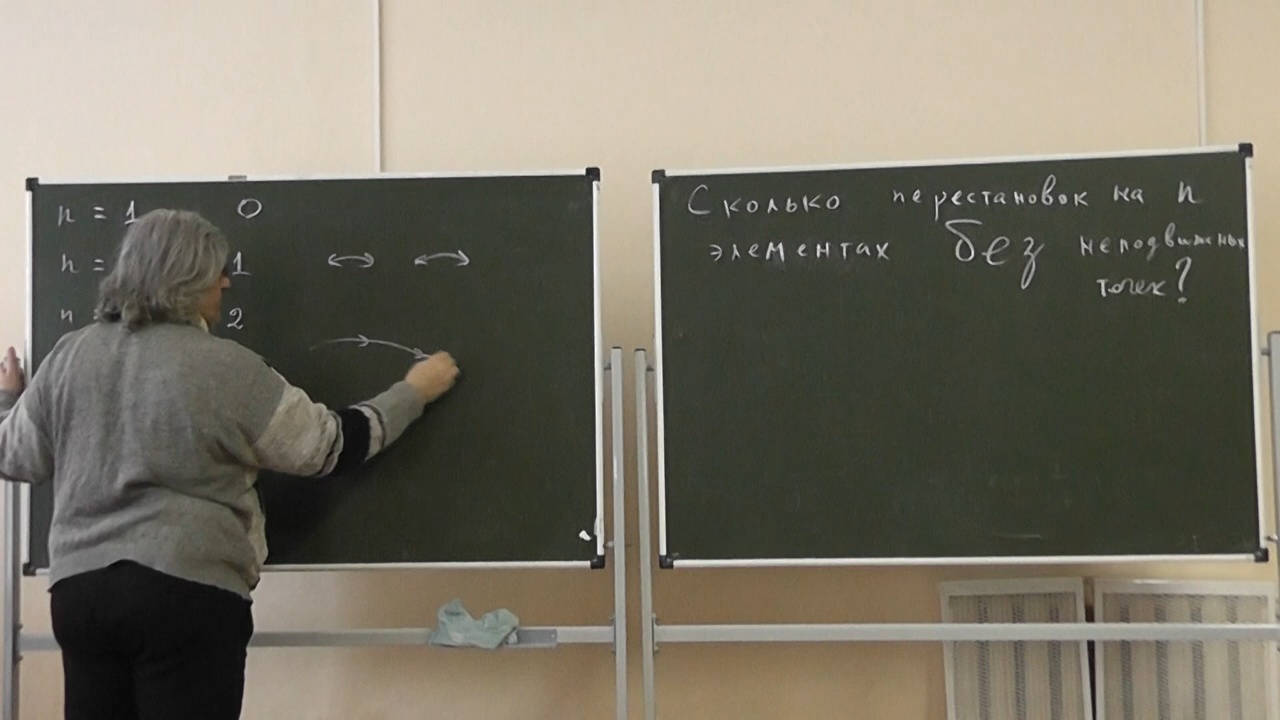 n = 1 0
n = 1
n 2
Сколько перестановок на n
элементах без неподвижных
точек?